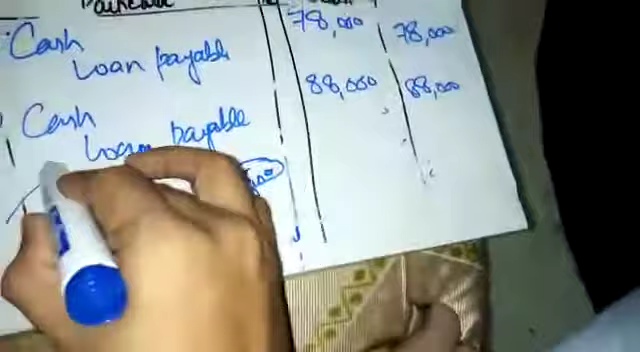 Cash 78,000
Loan payable 78,000
Cash 88,000
Loan payable 88,000